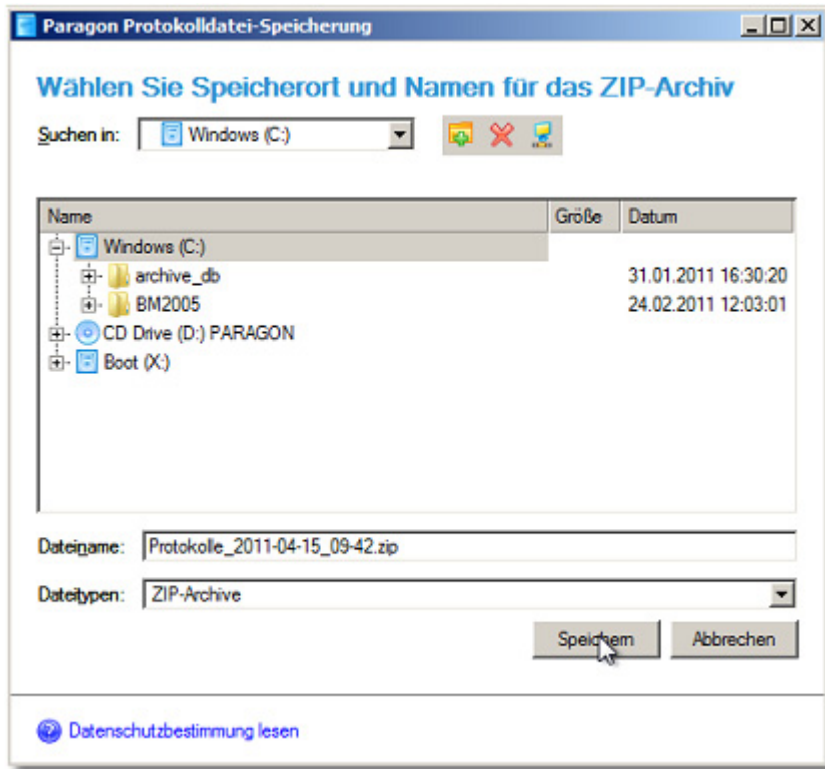 Paragon Protokolldatei-Speicherung
Wählen Sie Speicherort und Namen für das ZIP-Archiv
Suchen in: Windows (C:)
Name Größe Datum
Windows (C:)
archive_db 31.01.2011 16:30:20
BM2005 24.02.2011 12:03:01
CD Drive (D:) PARAGON
Boot (X:)
Dateiname: Protokolle_2011-04-15_09-42.zip
Dateitypen: ZIP-Archive
Speichern Abbrechen
Datenschutzbestimmung lesen